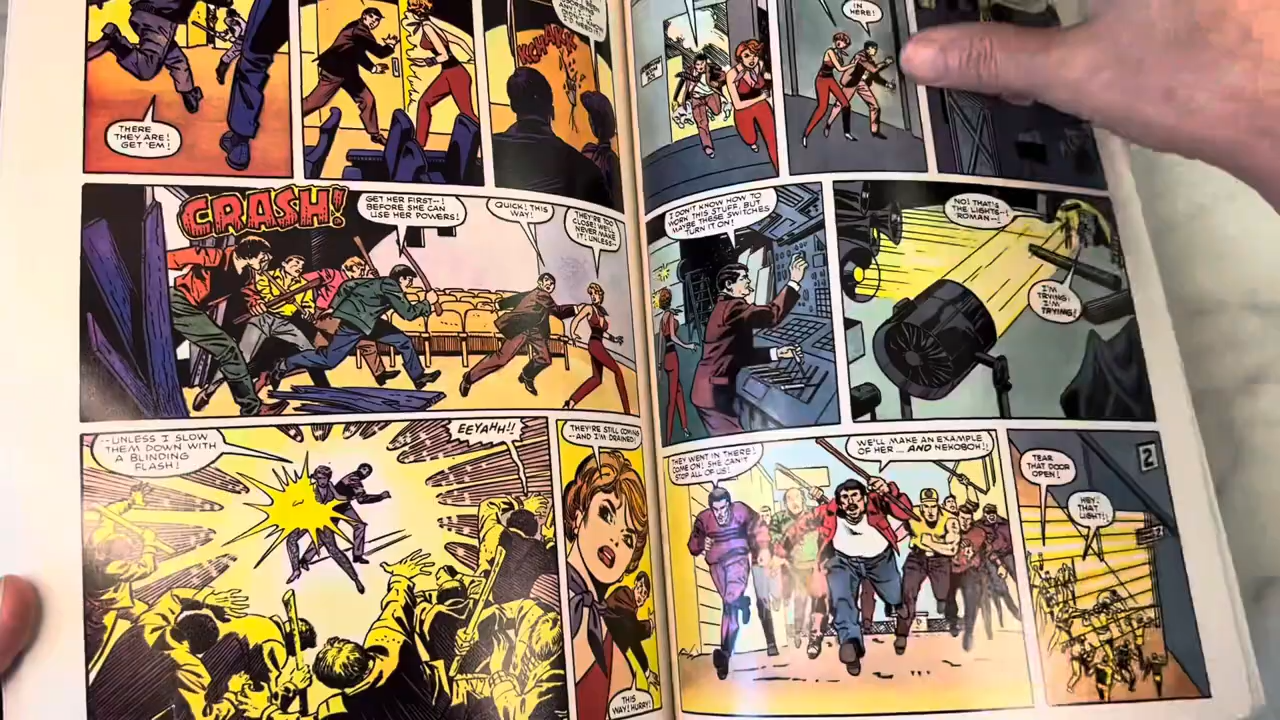 THERE
THEY ARE!
GET 'EM!
KCHAKK
CRASH!
GET HER FIRST--
BEFORE SHE CAN
USE HER POWERS!
QUICK! THIS
WAY!
THEY'RE TOO
CLOSE! WE'LL
NEVER MAKE
IT! UNLESS--
--UNLESS I SLOW
THEM DOWN WITH
A BLINDING
FLASH!
EEYAHH!!
THEY'RE STILL COMING
--AND I'M DRAINED!
THIS
WAY! HURRY!
IN
HERE!
I DON'T KNOW HOW TO
WORK THIS STUFF, BUT
MAYBE THESE SWITCHES
TURN IT ON!
NO! THAT'S
THE LIGHTS--!
ROMAN--!
I'M
TRYING!
I'M
TRYING!
THEY WENT IN THERE!
COME ON! SHE CAN'T
STOP ALL OF US!
WE'LL MAKE AN EXAMPLE
OF HER... AND NEKOBOH!!
TEAR
THAT DOOR
OPEN!
HEY!
THAT
LIGHT!!
2